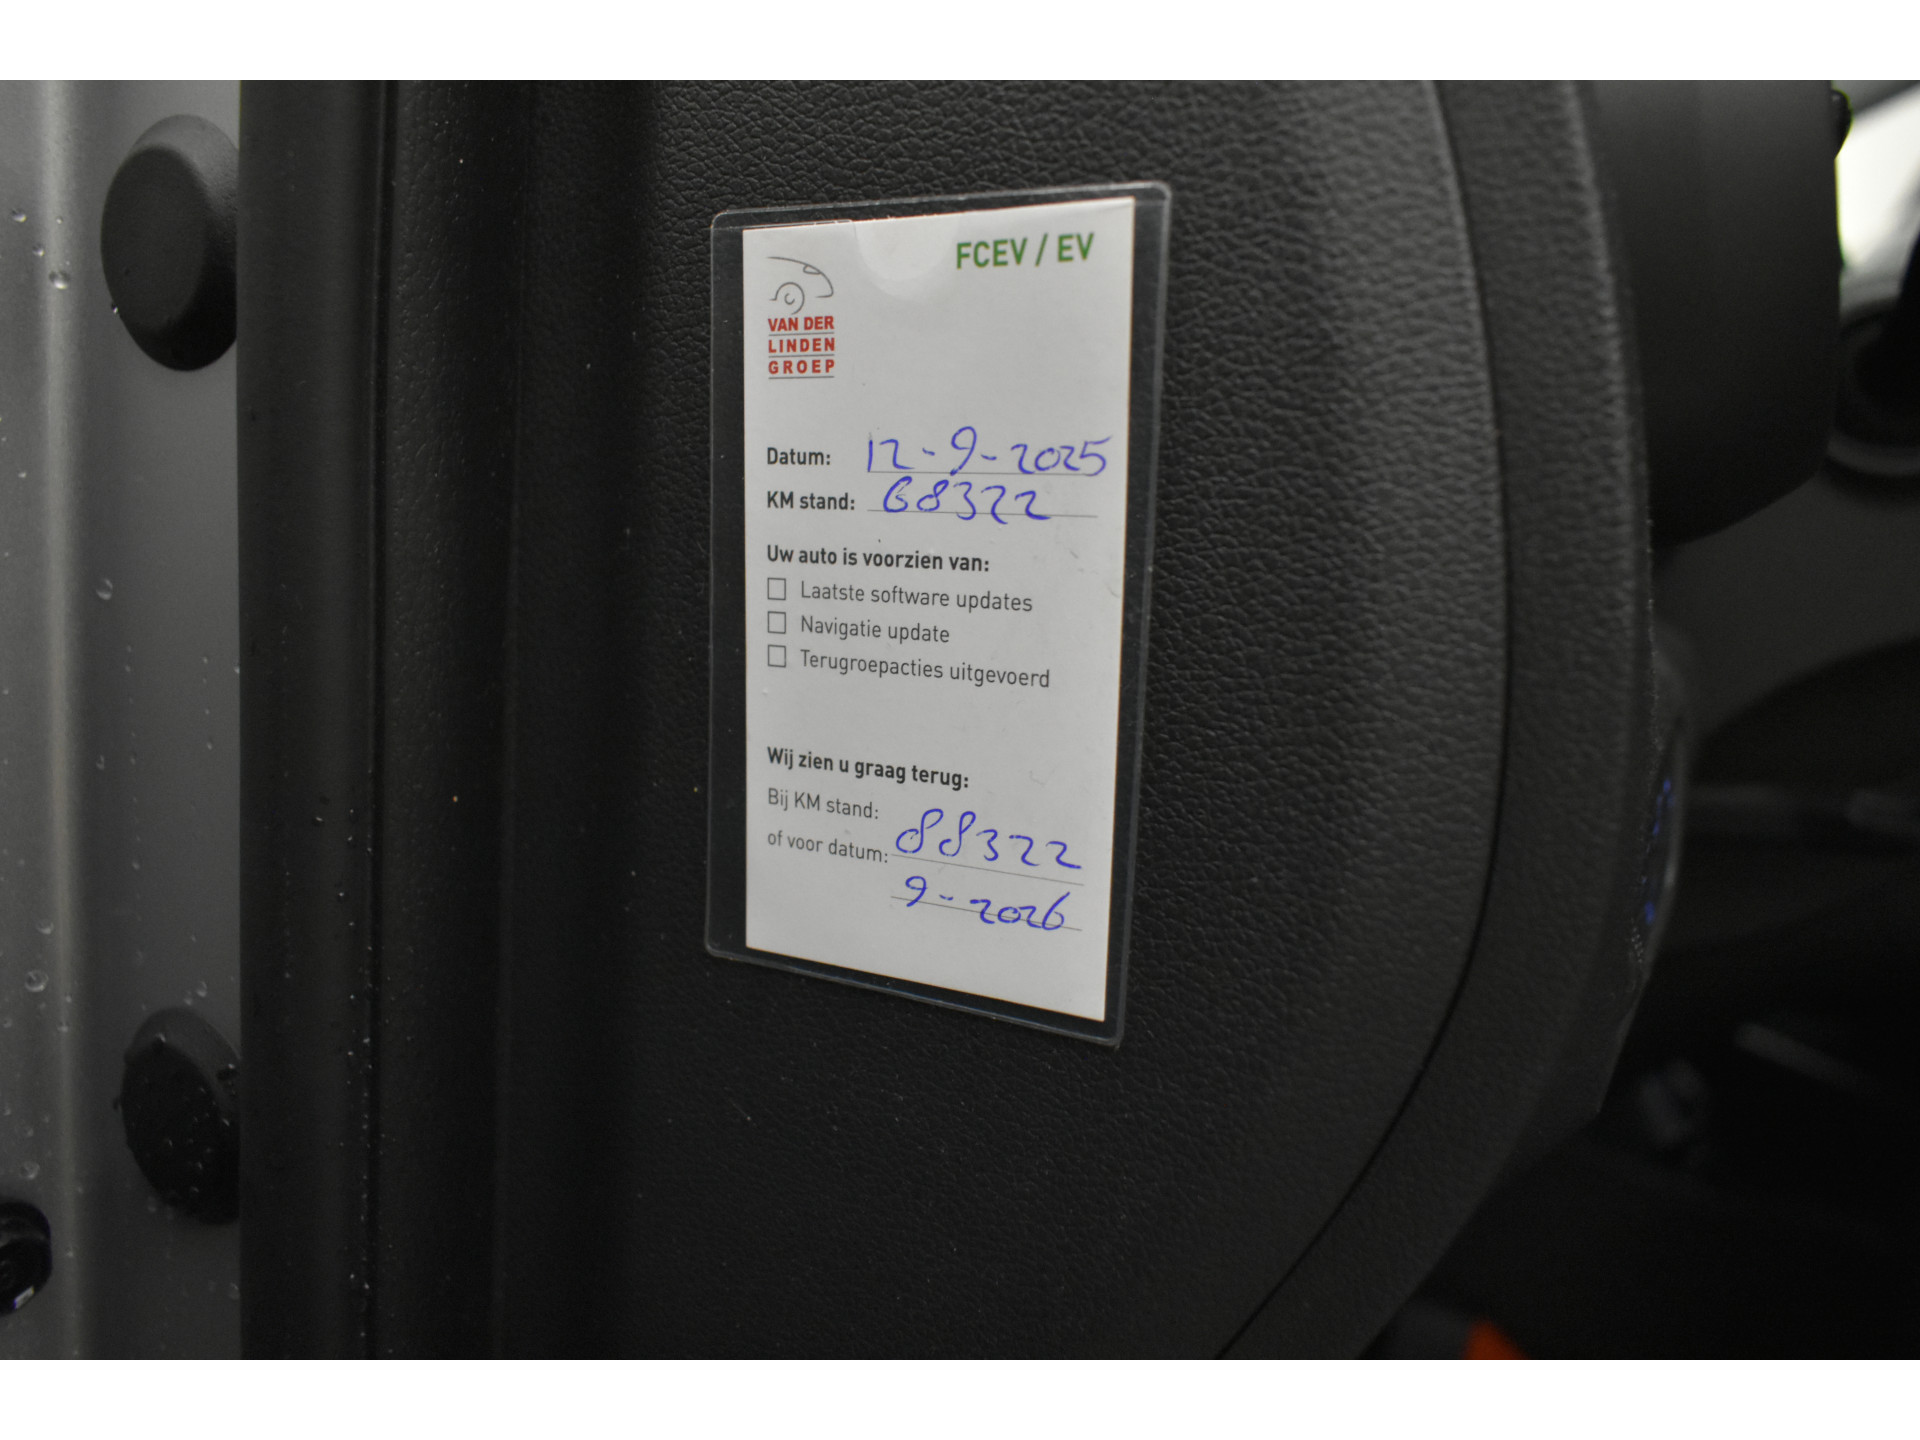 FCEV / EV
VAN DER
LINDEN
GROEP
Datum: 12-9-2025
KM stand: 68322
Uw auto is voorzien van:
☐ Laatste software updates
☐ Navigatie update
☐ Terugroepacties uitgevoerd
Wij zien u graag terug:
Bij KM stand: 88322
of voor datum: 9-2026